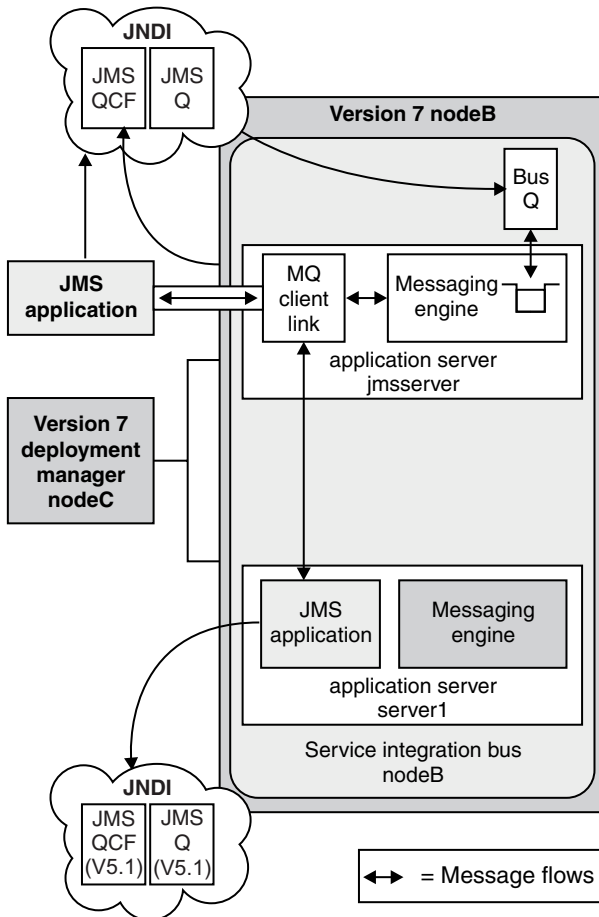 JNDI
JMS
QCF
JMS
Q
Version 7 nodeB
Bus
Q
JMS
application
MQ
client
link
Messaging
engine
application server
jmsserver
Version 7
deployment
manager
nodeC
JMS
application
Messaging
engine
application server
server1
Service integration bus
nodeB
JNDI
JMS
QCF
(V5.1)
JMS
Q
(V5.1)
= Message flows